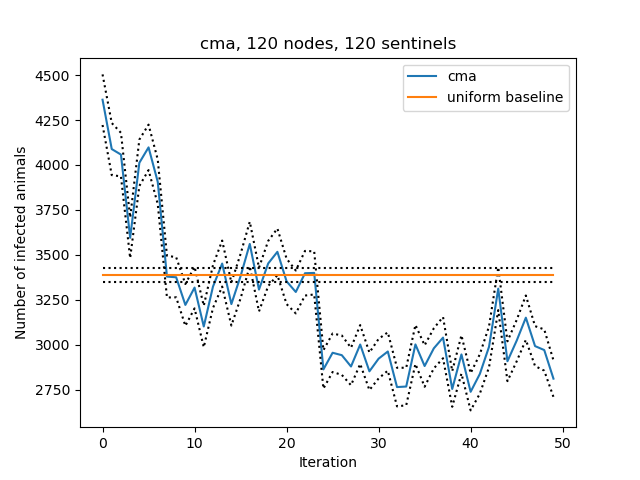 cma, 120 nodes, 120 sentinels
cma
uniform baseline
Number of infected animals
4500
4250
4000
3750
3500
3250
3000
2750
0 10 20 30 40 50
Iteration